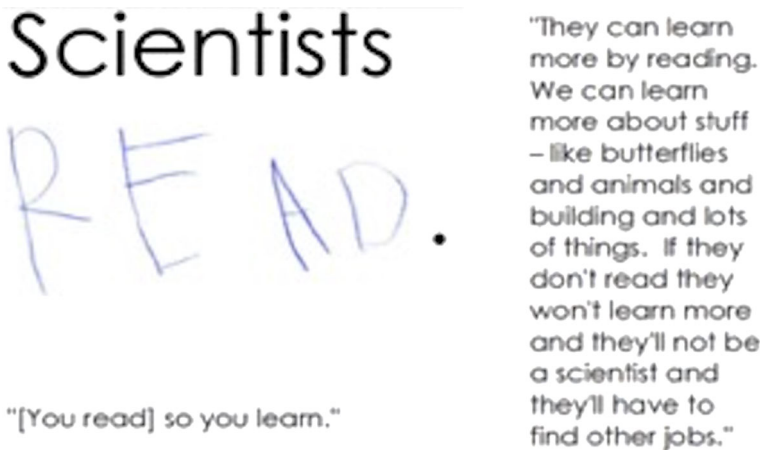 Scientists
READ.
"[You read] so you learn."
"They can learn
more by reading.
We can learn
more about stuff
– like butterflies
and animals and
building and lots
of things.  If they
don't read they
won't learn more
and they'll not be
a scientist and
they'll have to
find other jobs."